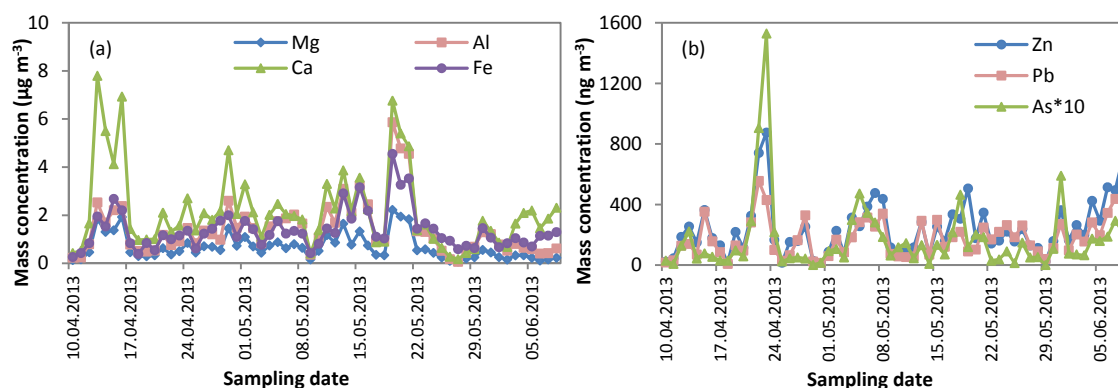 (a)
Mg
Al
Ca
Fe
Mass concentration (µg m⁻³)
10
8
6
4
2
0
10.04.2013
17.04.2013
24.04.2013
01.05.2013
08.05.2013
15.05.2013
22.05.2013
29.05.2013
05.06.2013
Sampling date
(b)
Zn
Pb
As*10
Mass concentration (ng m⁻³)
1600
1200
800
400
0
10.04.2013
17.04.2013
24.04.2013
01.05.2013
08.05.2013
15.05.2013
22.05.2013
29.05.2013
05.06.2013
Sampling date